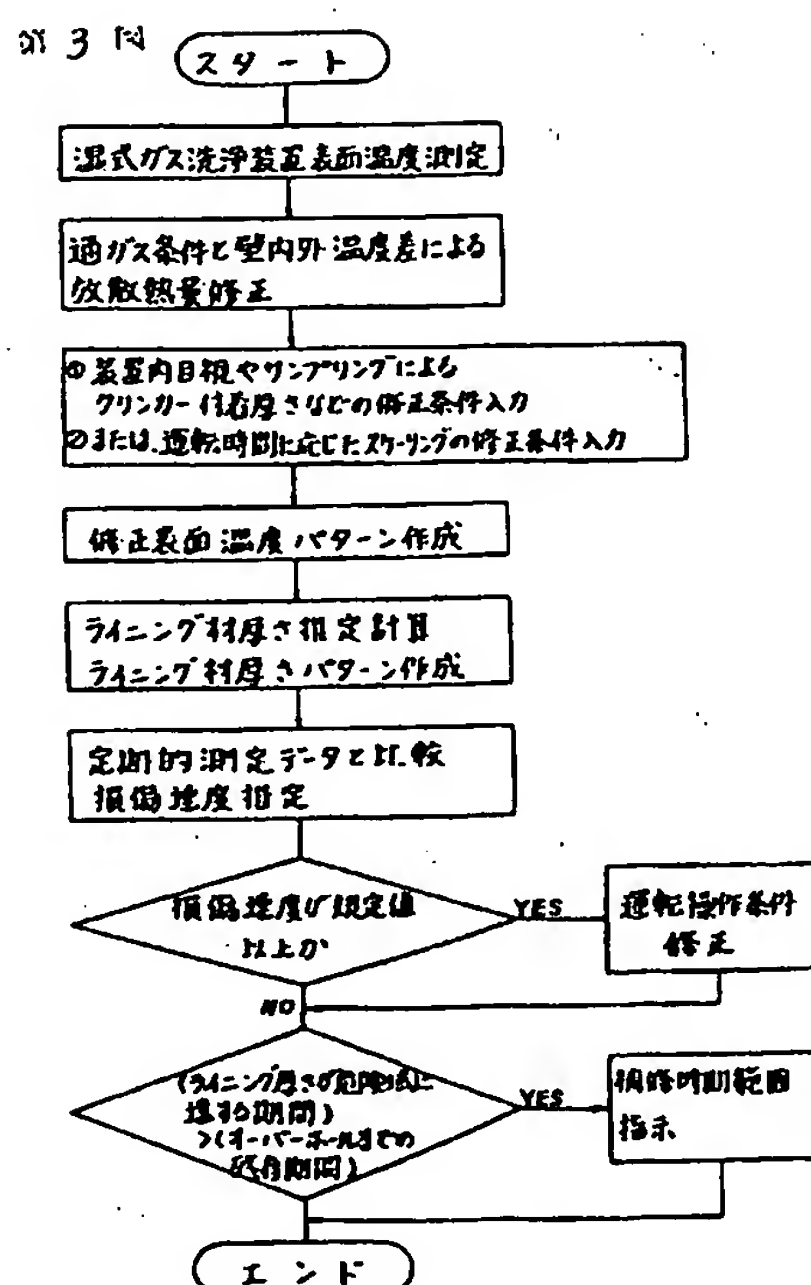 第3図
スタート
湿式ガス洗浄装置表面温度測定
通ガス条件と壁内外温度差による
放散熱量修正
①装置内目視やサンプリングによる
クリンカー付着厚さなどの修正条件入力
②または、運転時間に応じたスケーリングの修正条件入力
修正表面温度パターン作成
ライニング材厚さ推定計算
ライニング材厚さパターン作成
定期的測定データと比較
損傷速度推定
損傷速度が規定値
以上か
YES
運転操作条件
修正
NO
(ライニング厚さが危険域に
達する期間)
>(オーバーホールまでの
残存期間)
YES
補修時期範囲
指示
エンド